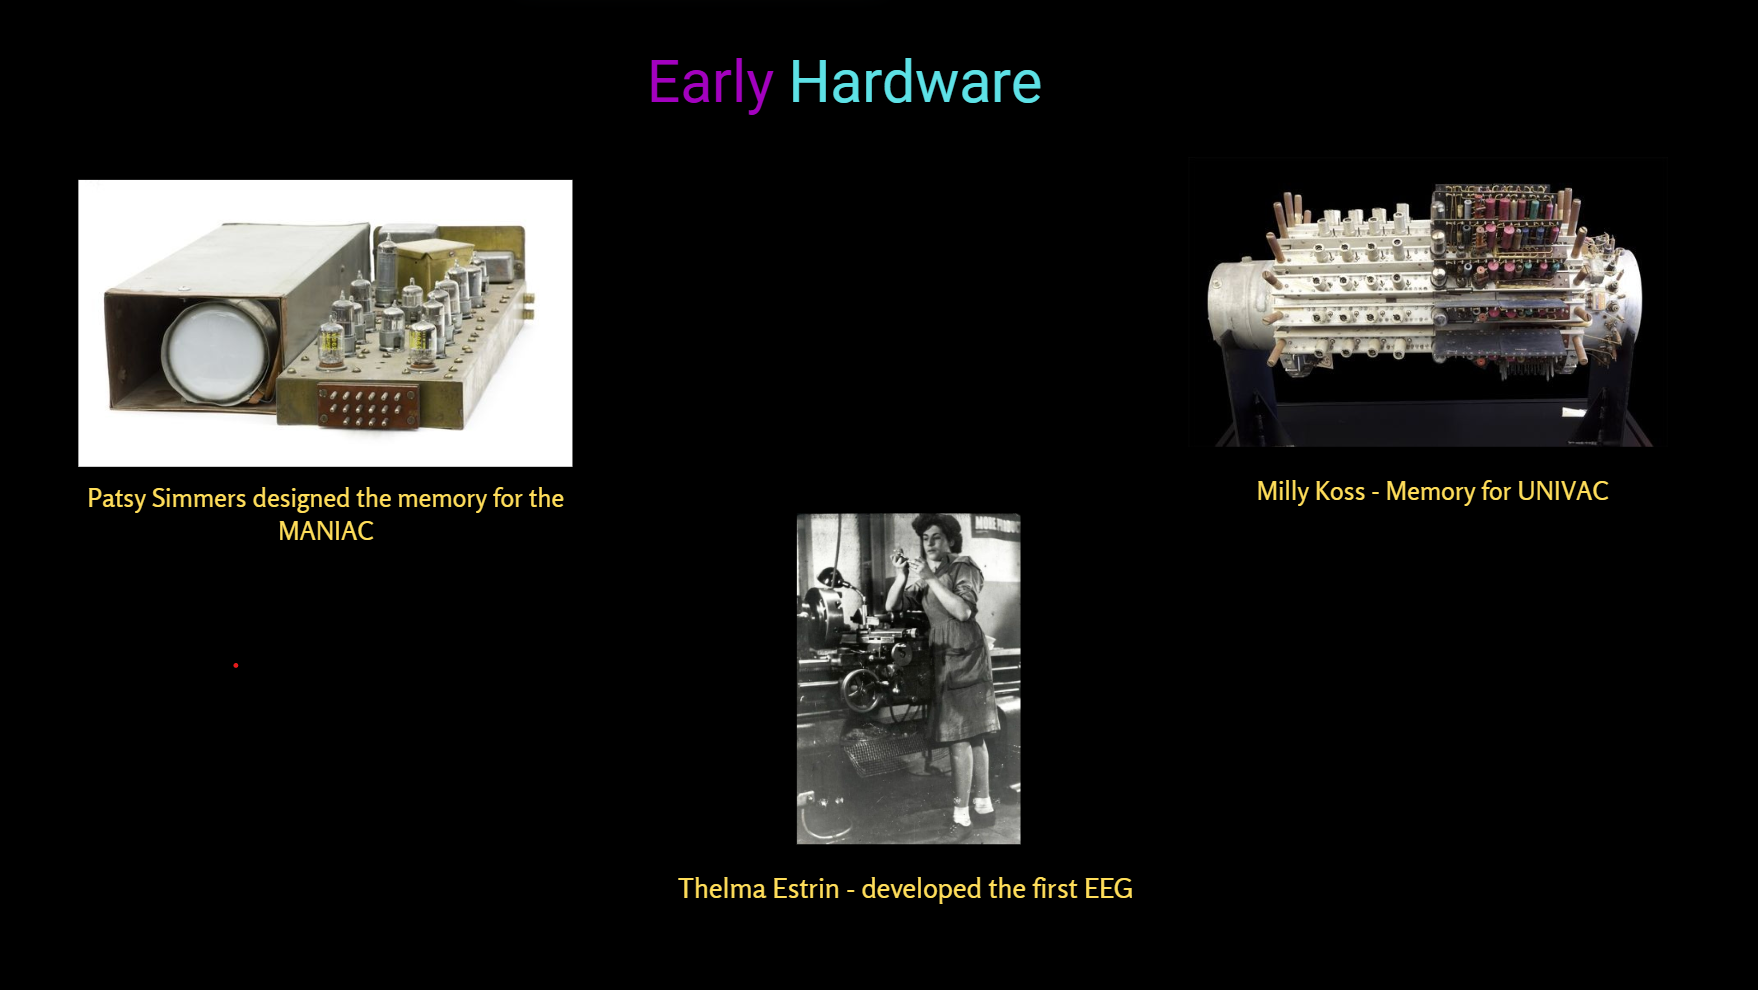 Early Hardware
Patsy Simmers designed the memory for the
MANIAC
Milly Koss - Memory for UNIVAC
Thelma Estrin - developed the first EEG